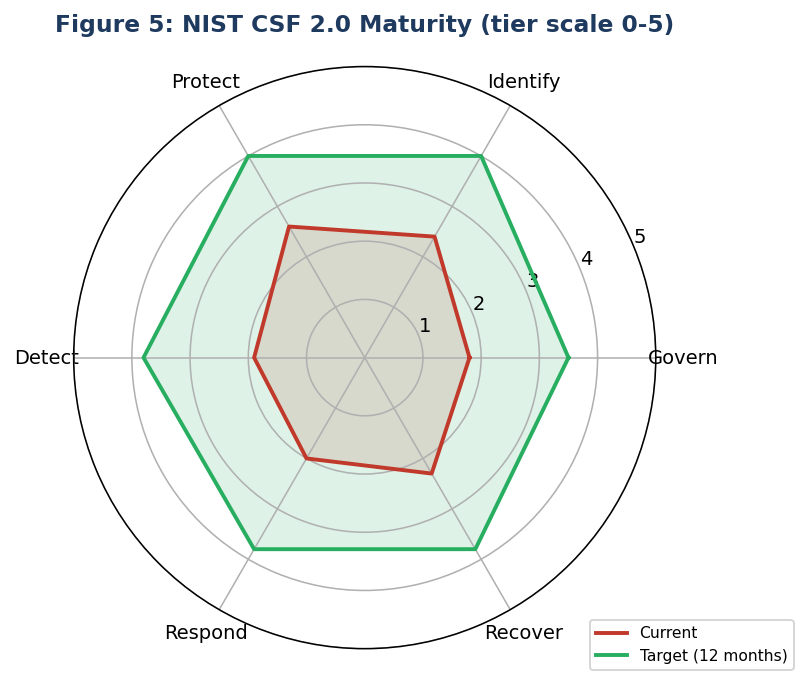 Figure 5: NIST CSF 2.0 Maturity (tier scale 0-5)
Protect
Identify
5
4
3
2
1
Detect
Govern
Respond
Recover
Current
Target (12 months)